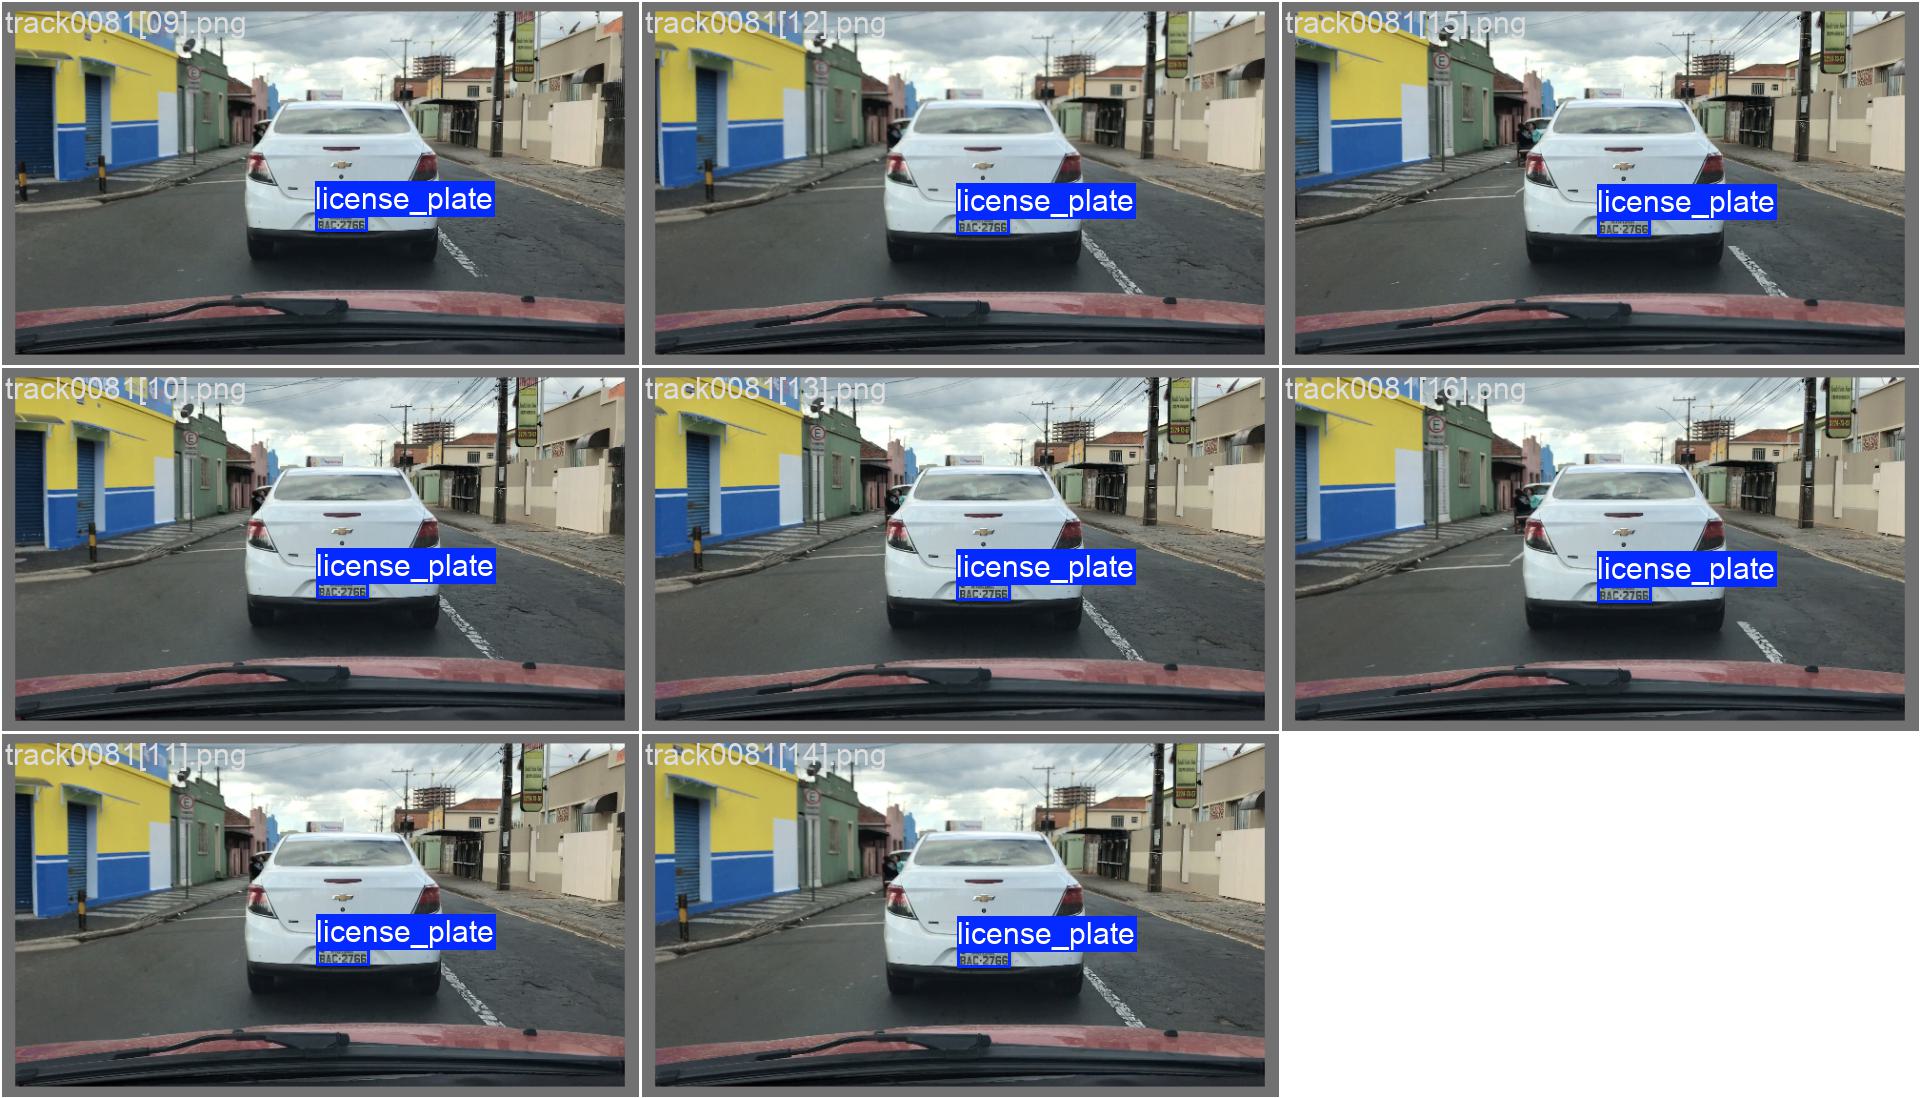 track0081[09].png
license_plate
BAC-2766
track0081[12].png
license_plate
BAC-2766
track0081[15].png
license_plate
BAC-2766
track0081[10].png
license_plate
BAC-2766
track0081[13].png
license_plate
BAC-2766
track0081[16].png
license_plate
BAC-2766
track0081[11].png
license_plate
BAC-2766
track0081[14].png
license_plate
BAC-2766